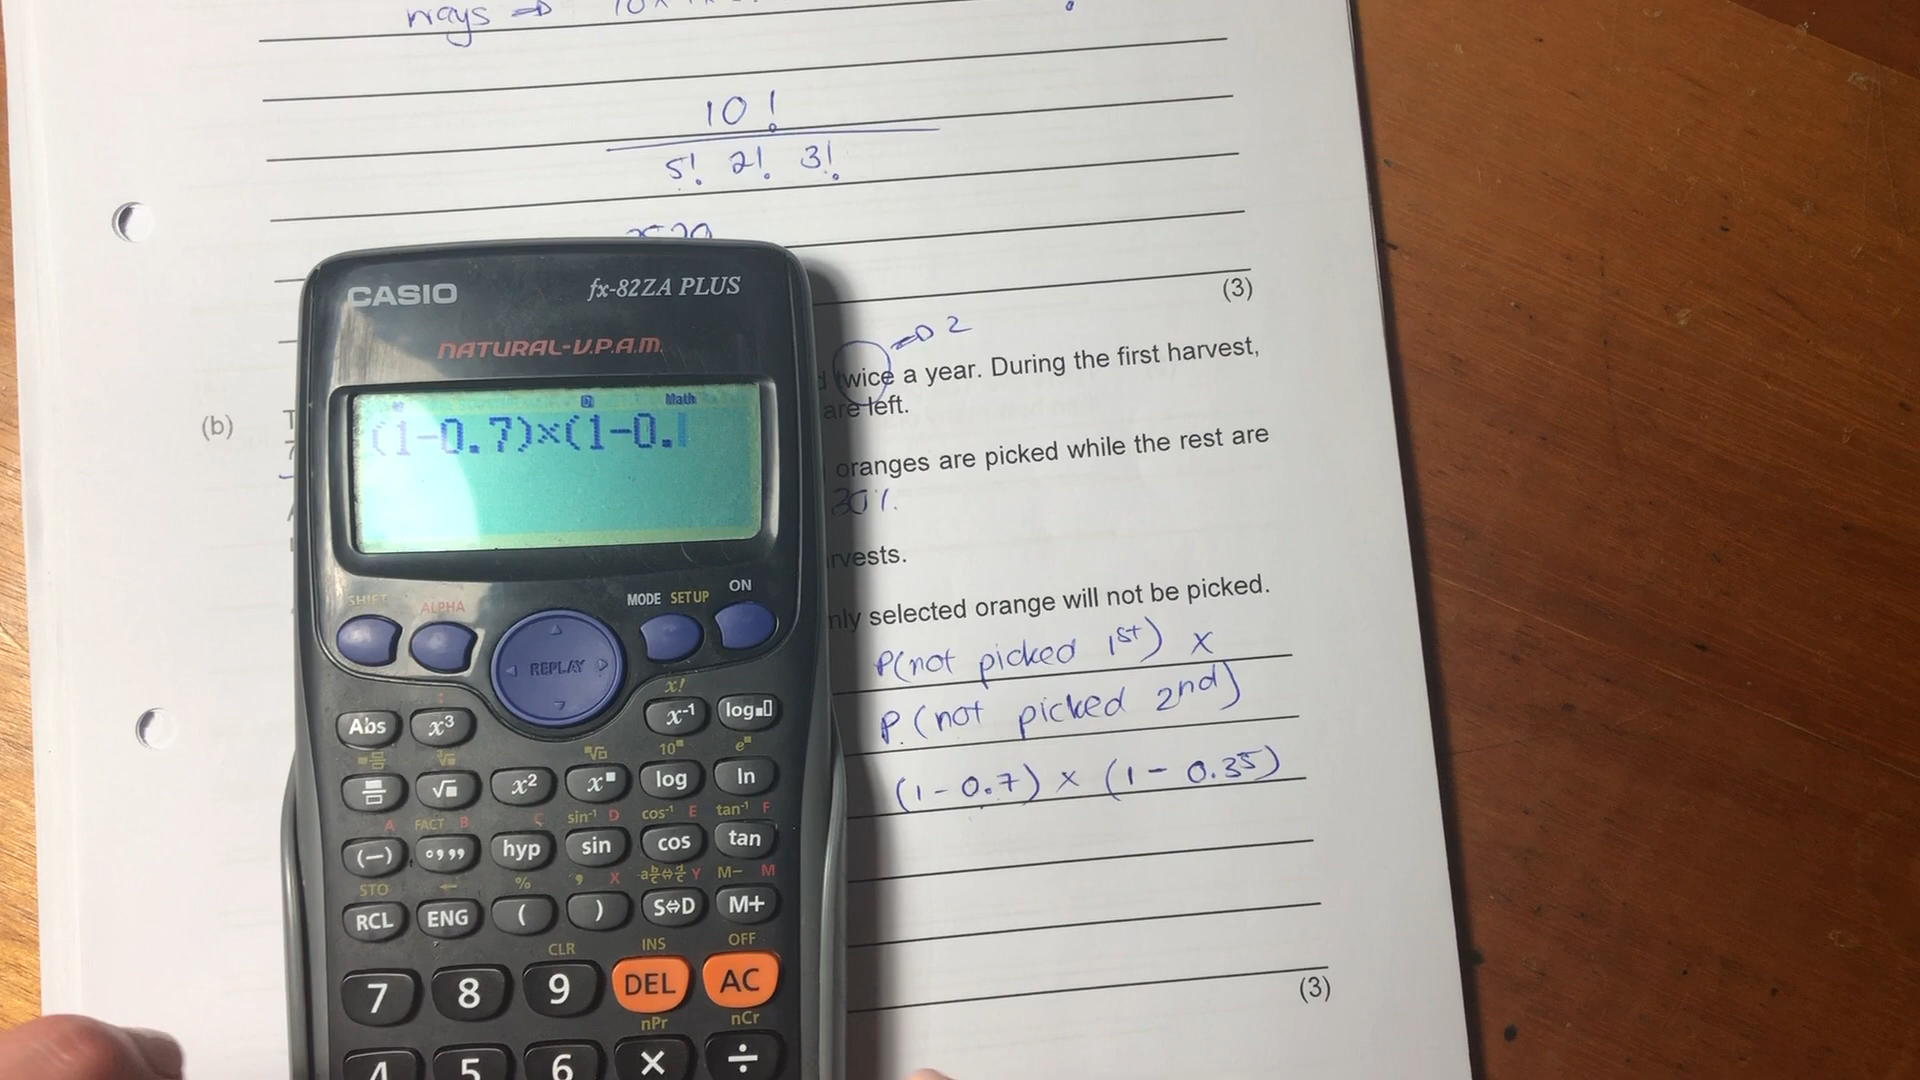 ways ⇒
10!
5! 2! 3!
2520
(3)
⇒ 2
twice a year. During the first harvest,
(b)
are left.
oranges are picked while the rest are
30%.
selected orange will not be picked.
P(not picked 1st) ×
P.(not picked 2nd)
(1 - 0.7) × (1 - 0.35)
(3)
CASIO fx-82ZA PLUS
NATURAL-V.P.A.M.
D Math
(1-0.7)×(1-0.
SHIFT ALPHA MODE SETUP ON
REPLAY
x!
Abs x³ x⁻¹ log
10 e
√ x² x log ln
A FACT B C sin⁻¹ D cos⁻¹ E tan⁻¹ F
(-) °,,, hyp sin cos tan
STO ← % , X a b/c⇔d/c Y M- M
RCL ENG ( ) S⇔D M+
CLR INS OFF
7 8 9 DEL AC
nPr nCr
4 5 6 × ÷